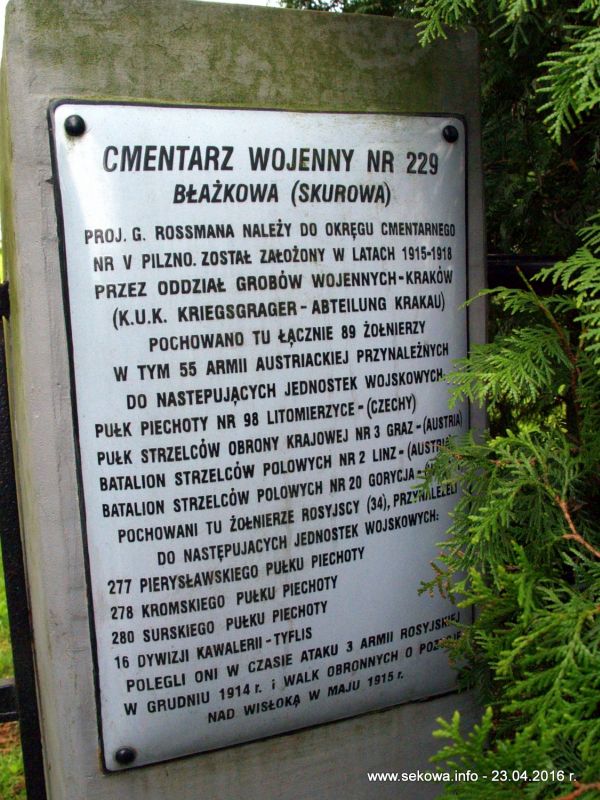 CMENTARZ WOJENNY NR 229
BŁAŻKOWA (SKUROWA)
PROJ. G. ROSSMANA NALEŻY DO OKRĘGU CMENTARNEGO
NR V PILZNO. ZOSTAŁ ZAŁOŻONY W LATACH 1915-1918
PRZEZ ODDZIAŁ GROBÓW WOJENNYCH-KRAKÓW
(K.U.K. KRIEGSGRAGER - ABTEILUNG KRAKAU)
POCHOWANO TU ŁĄCZNIE 89 ŻOŁNIERZY
W TYM 55 ARMII AUSTRIACKIEJ PRZYNALEŻNYCH
DO NASTEPUJĄCYCH JEDNOSTEK WOJSKOWYCH
PUŁK PIECHOTY NR 98 LITOMIERZYCE - (CZECHY)
PUŁK STRZELCÓW OBRONY KRAJOWEJ NR 3 GRAZ - (AUSTRIA)
BATALION STRZELCÓW POLOWYCH NR 2 LINZ - (AUSTRIA
BATALION STRZELCÓW POLOWYCH NR 20 GORYCJA -
POCHOWANI TU ŻOŁNIERZE ROSYJSCY (34), PRZYNALEŻELI
DO NASTĘPUJACYCH JEDNOSTEK WOJSKOWYCH:
277 PIERYSŁAWSKIEGO PUŁKU PIECHOTY
278 KROMSKIEGO PUŁKU PIECHOTY
280 SURSKIEGO PUŁKU PIECHOTY
16 DYWIZJI KAWALERII - TYFLIS
POLEGLI ONI W CZASIE ATAKU 3 ARMII ROSYJSKIEJ
W GRUDNIU 1914 r. i WALK OBRONNYCH O
NAD WISŁOKĄ W MAJU 1915 r.
www.sekowa.info - 23.04.2016 r.